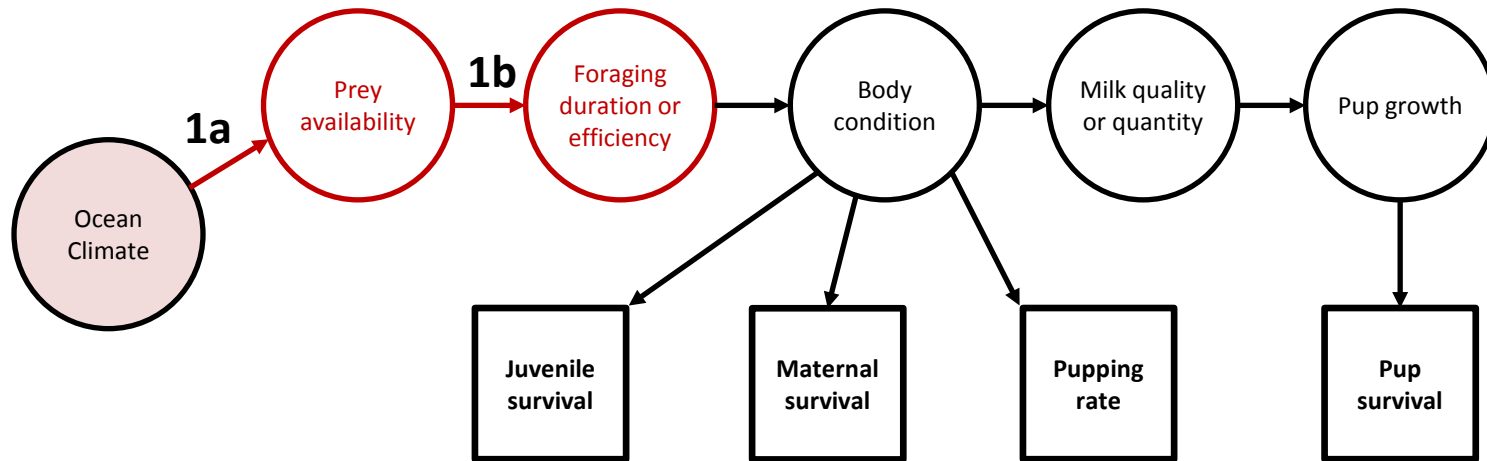 1a
1b
Ocean
Climate
Prey
availability
Foraging
duration or
efficiency
Body
condition
Milk quality
or quantity
Pup growth
Juvenile
survival
Maternal
survival
Pupping
rate
Pup
survival